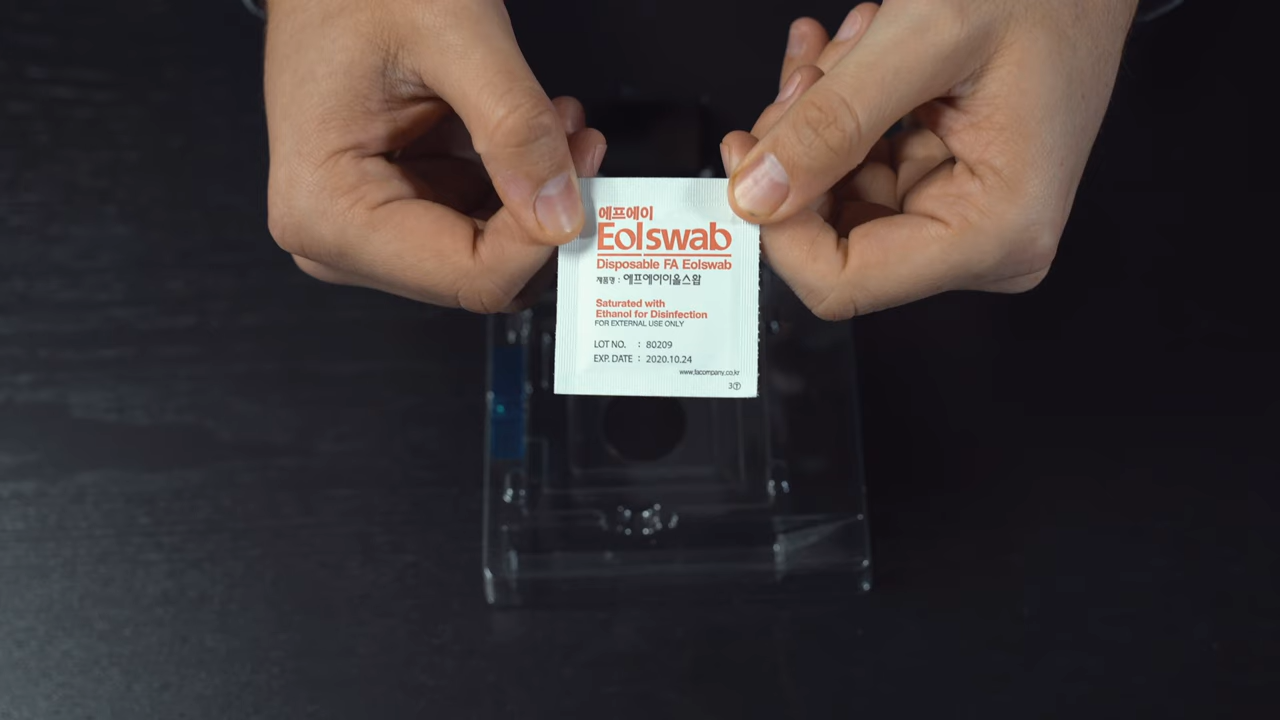 에프에이
Eolswab
Disposable FA Eolswab
제품명 : 에프에이이올스왑
Saturated with
Ethanol for Disinfection
FOR EXTERNAL USE ONLY
LOT NO. : 80209
EXP. DATE : 2020.10.24
www.facompany.co.kr
3Ⓣ